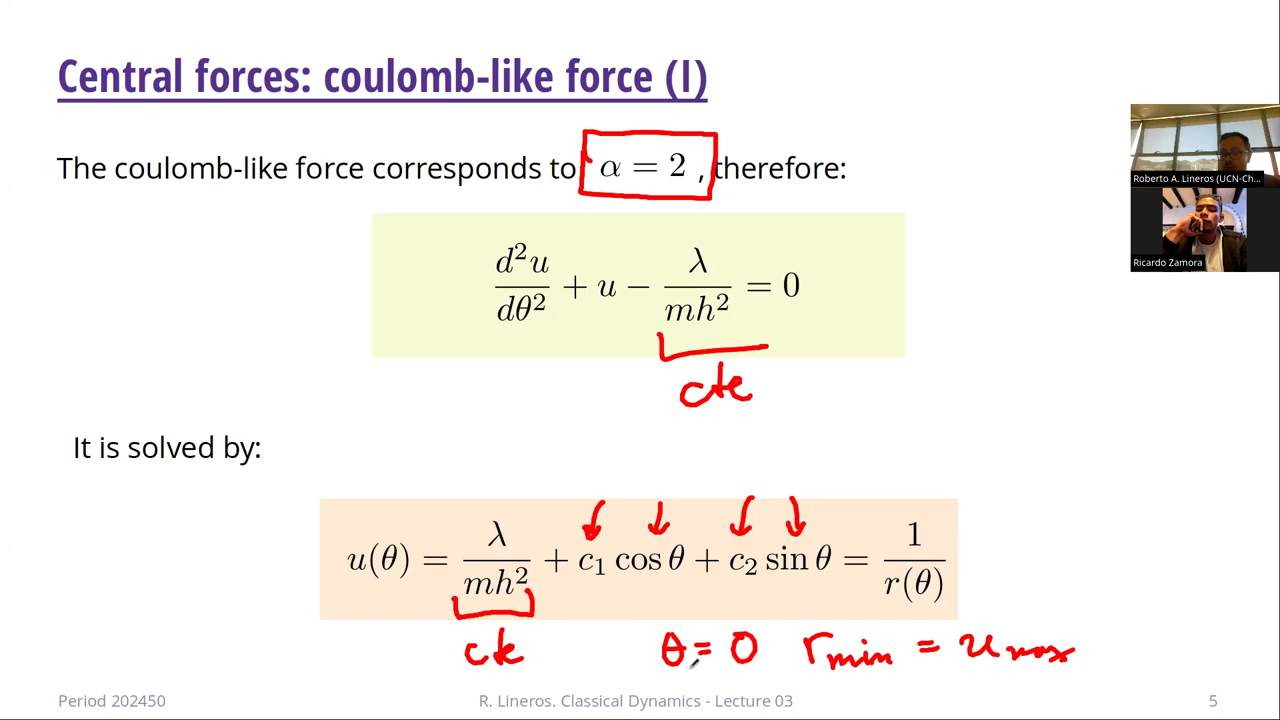 Central forces: coulomb-like force (I)
The coulomb-like force corresponds to α = 2 , therefore:
d²u/dθ² + u − λ/mh² = 0
cte
It is solved by:
u(θ) = λ/mh² + c₁ cos θ + c₂ sin θ = 1/r(θ)
cte θ = 0 rmin = umax
Period 202450 R. Lineros. Classical Dynamics - Lecture 03 5
Roberto A. Lineros (UCN-Ch...
Ricardo Zamora